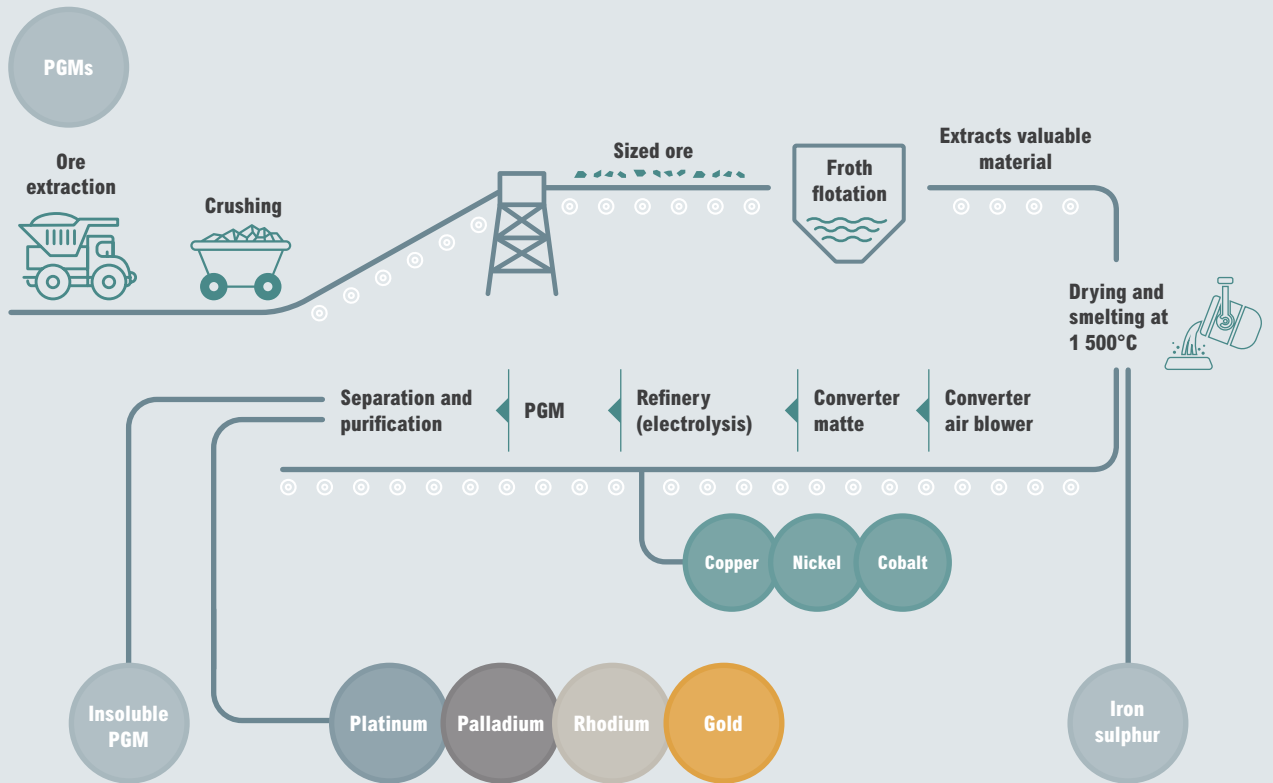 PGMs
Ore
extraction
Crushing
Sized ore
Froth
flotation
Extracts valuable
material
Drying and
smelting at
1 500°C
Separation and
purification
PGM
Refinery
(electrolysis)
Converter
matte
Converter
air blower
Copper
Nickel
Cobalt
Insoluble
PGM
Platinum
Palladium
Rhodium
Gold
Iron
sulphur